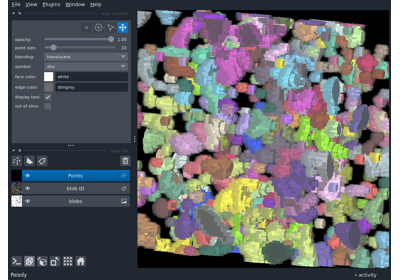 File View Plugins Window Help
opacity: 1.00
point size: 10
blending: translucent
symbol: disc
face color: white
edge color: dimgrey
display text:
out of slice:
Points
blob ID
blobs
Ready
activity